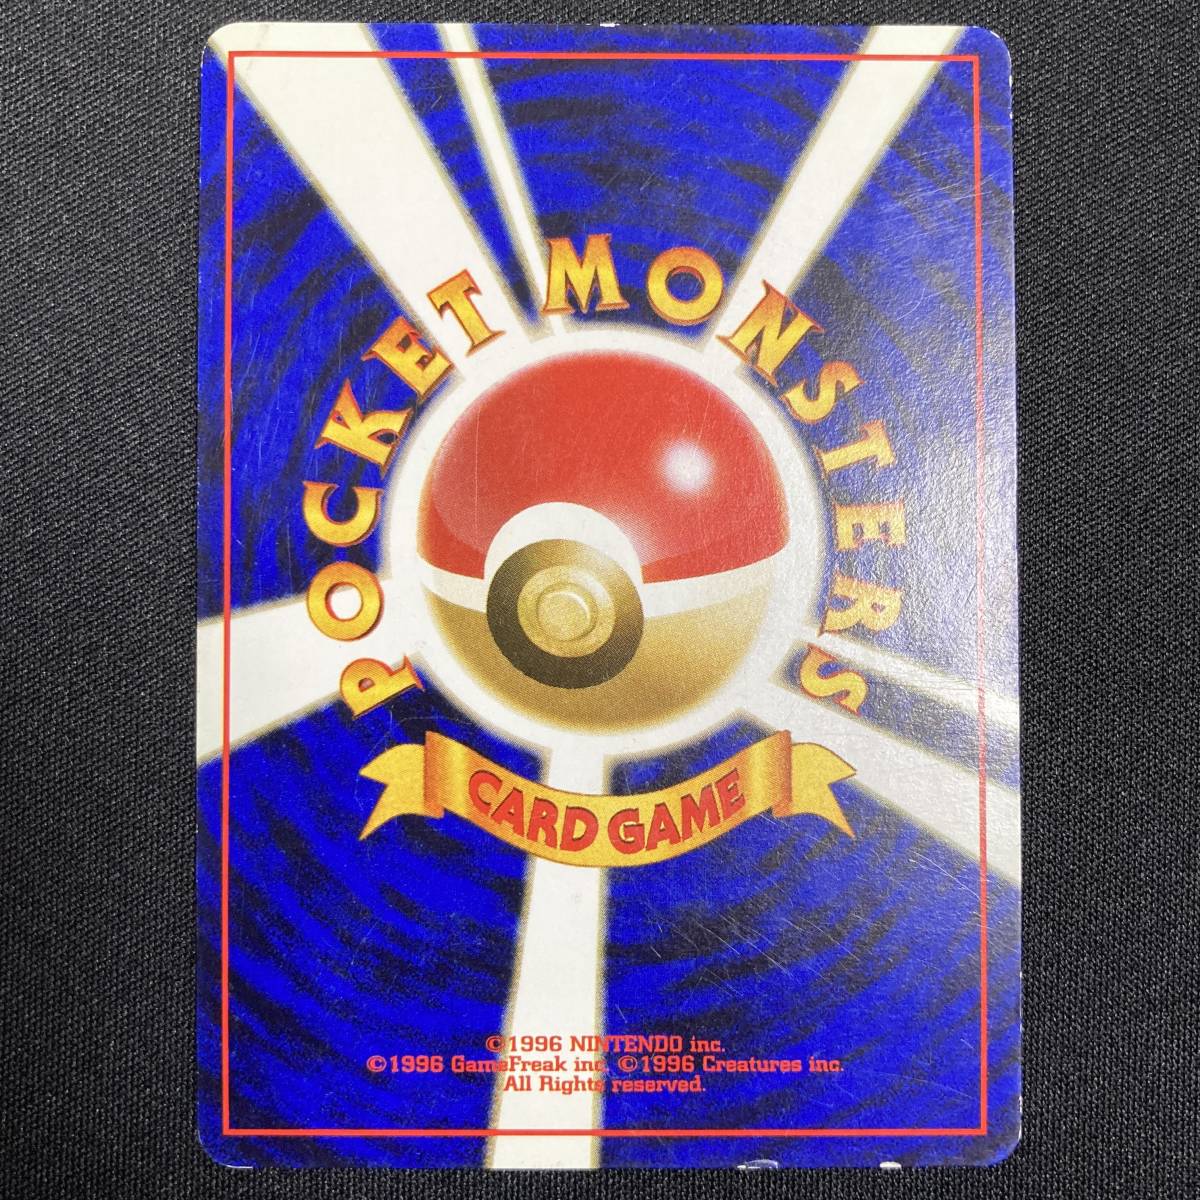 POCKET MONSTERS
CARD GAME
©1996 NINTENDO inc.
©1996 GameFreak inc. ©1996 Creatures inc.
All Rights reserved.